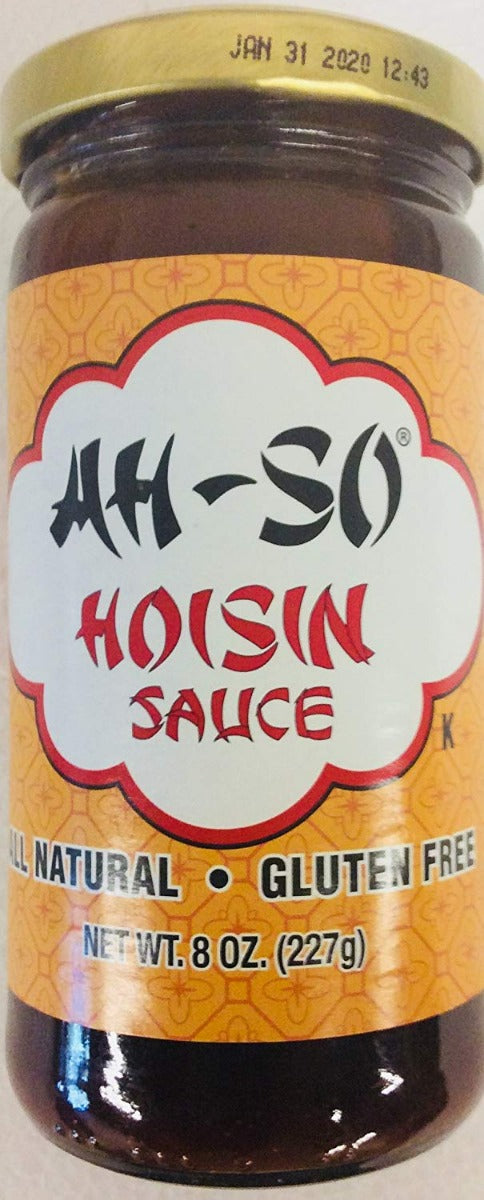 JAN 31 2020 12:43
AH-SO®
HOISIN
SAUCE
K
ALL NATURAL • GLUTEN FREE
NET WT. 8 OZ. (227g)